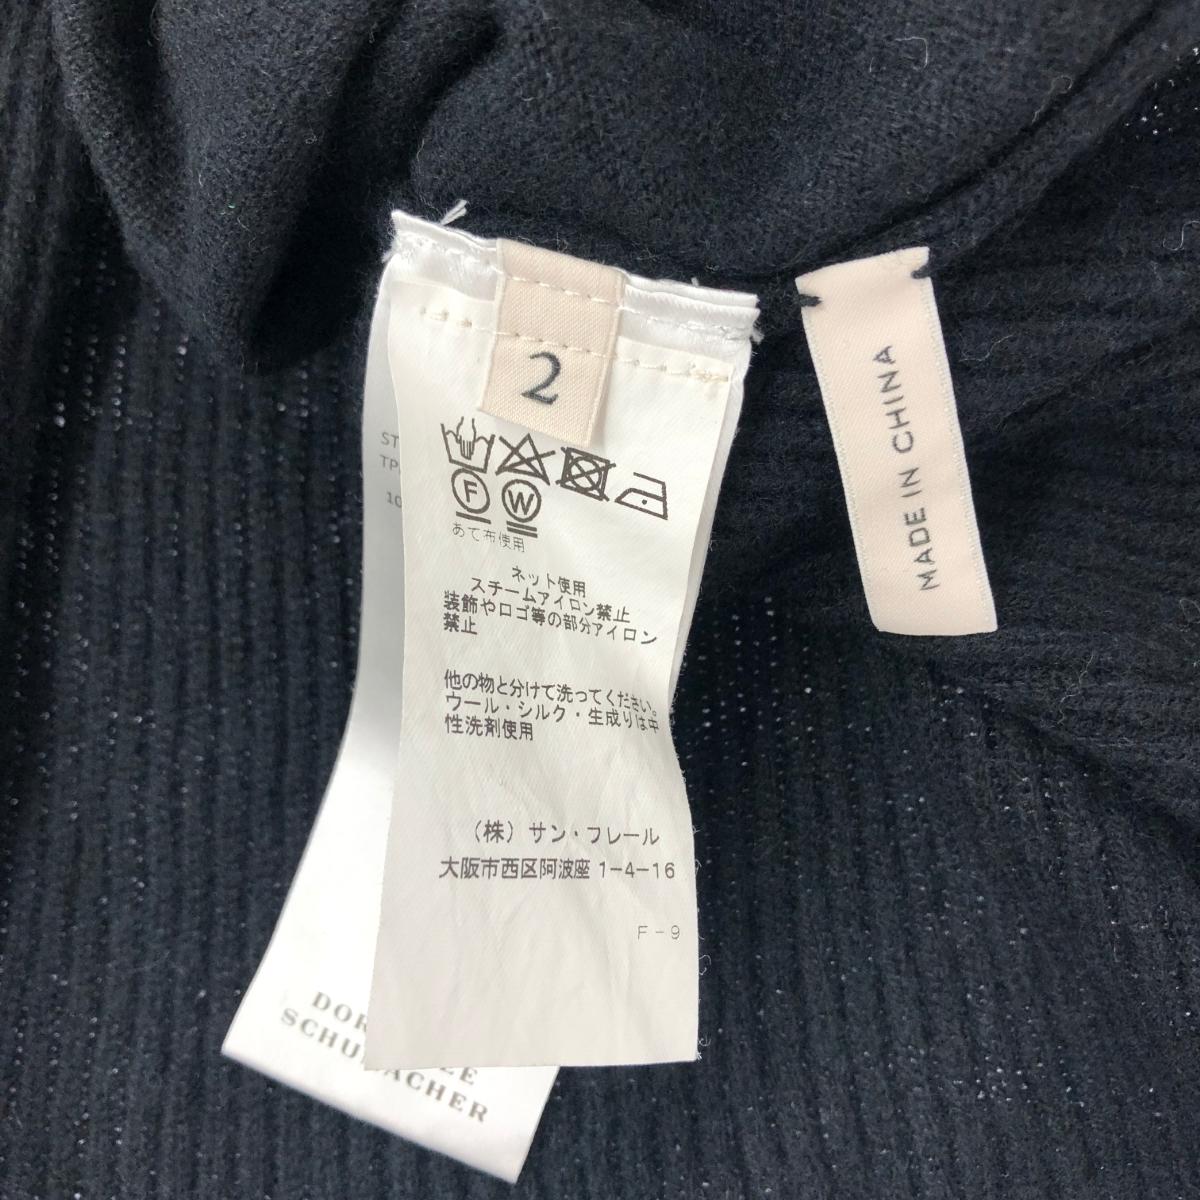 2
F W
あて布使用
ネット使用
スチームアイロン禁止
装飾やロゴ等の部分アイロン
禁止
他の物と分けて洗ってください。
ウール・シルク・生成りは中
性洗剤使用
(株) サン・フレール
大阪市西区阿波座 1-4-16
F-9
MADE IN CHINA
SCHUMACHER